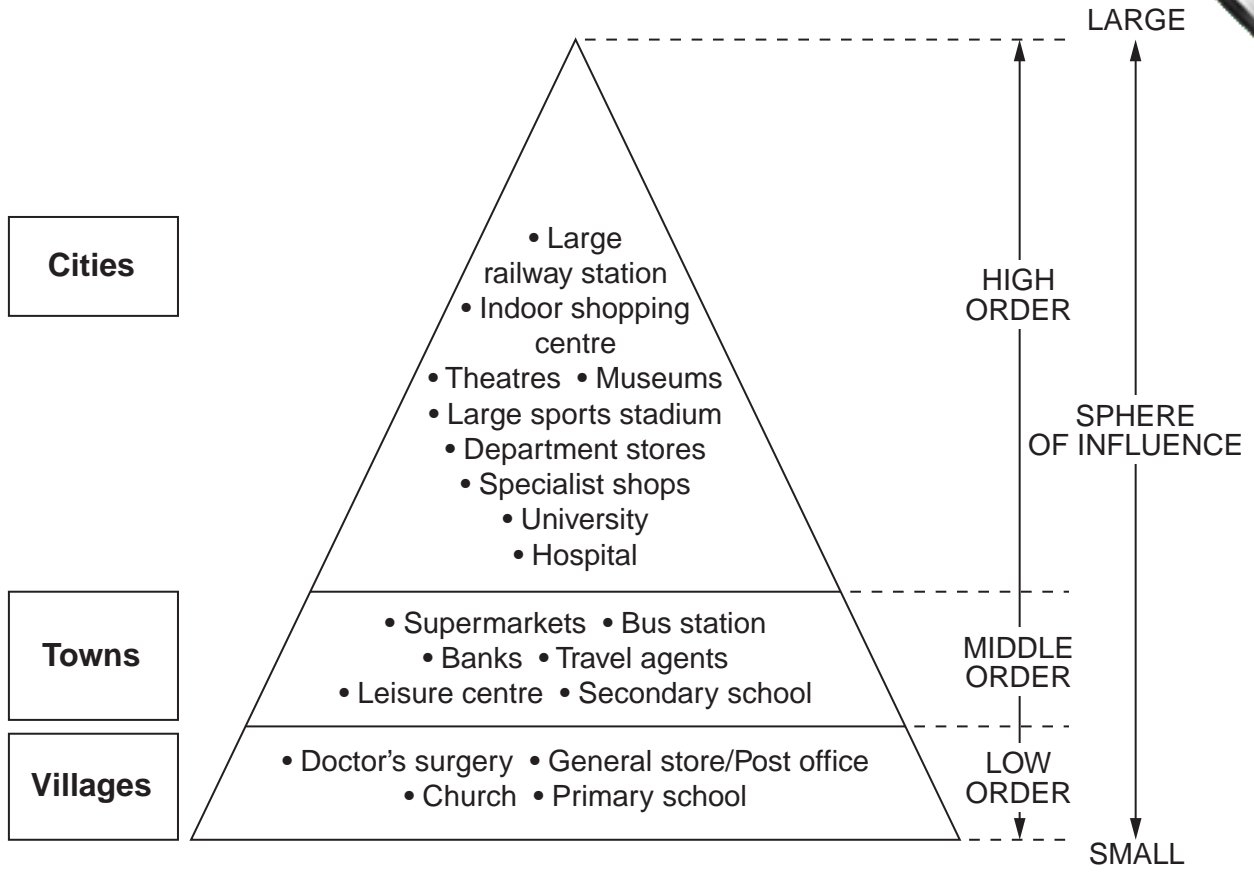 LARGE
Cities
• Large
railway station
• Indoor shopping
centre
• Theatres • Museums
• Large sports stadium
• Department stores
• Specialist shops
• University
• Hospital
HIGH
ORDER
SPHERE
OF INFLUENCE
Towns
• Supermarkets • Bus station
• Banks • Travel agents
• Leisure centre • Secondary school
MIDDLE
ORDER
Villages
• Doctor's surgery • General store/Post office
• Church • Primary school
LOW
ORDER
SMALL